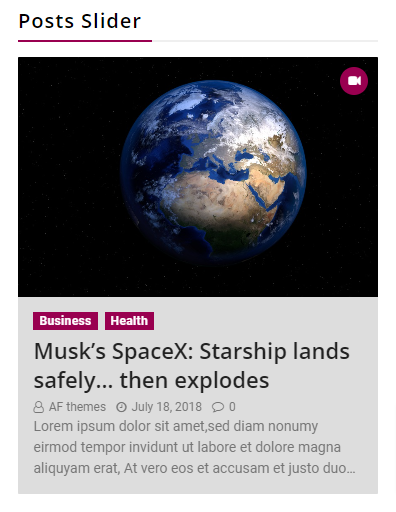 Posts Slider
Business Health
Musk’s SpaceX: Starship lands
safely… then explodes
AF themes July 18, 2018 0
Lorem ipsum dolor sit amet,sed diam nonumy
eirmod tempor invidunt ut labore et dolore magna
aliquyam erat, At vero eos et accusam et justo duo…